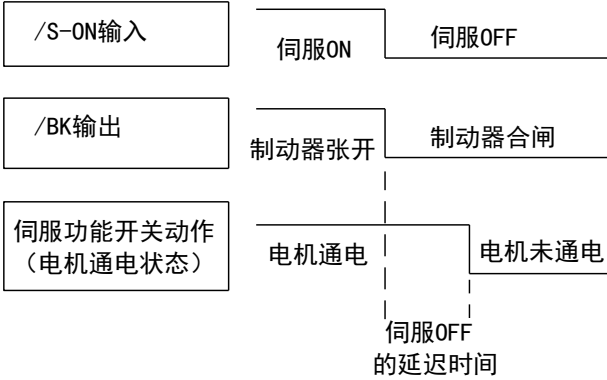 /S-ON输入
伺服ON
伺服OFF
/BK输出
制动器张开
制动器合闸
伺服功能开关动作
（电机通电状态）
电机通电
电机未通电
伺服OFF
的延迟时间